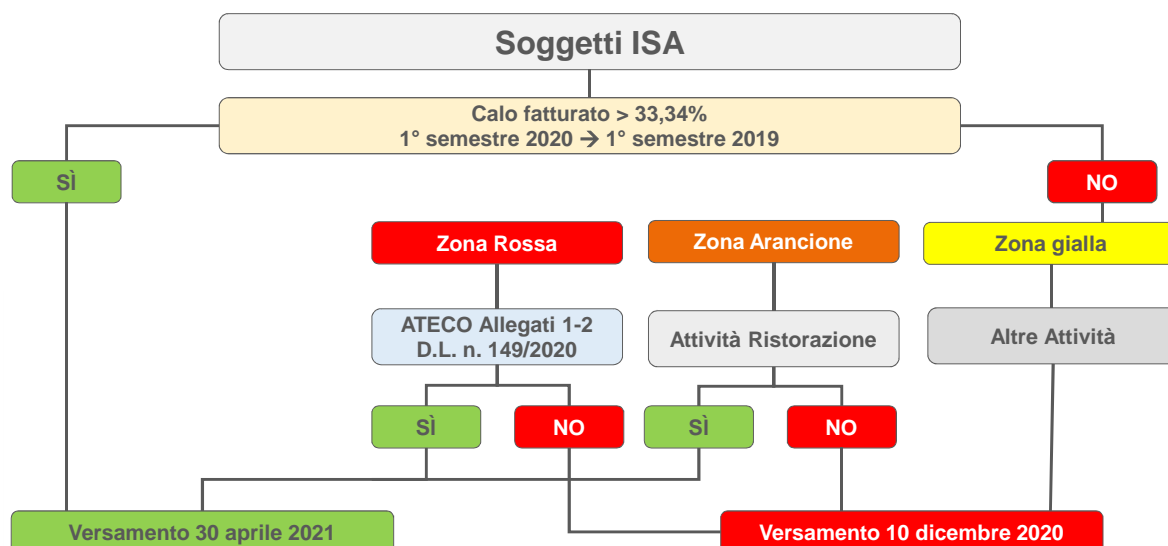 Soggetti ISA
Calo fatturato > 33,34%
1° semestre 2020 → 1° semestre 2019
SÌ
NO
Zona Rossa
Zona Arancione
Zona gialla
ATECO Allegati 1-2
D.L. n. 149/2020
Attività Ristorazione
Altre Attività
SÌ
NO
SÌ
NO
Versamento 30 aprile 2021
Versamento 10 dicembre 2020